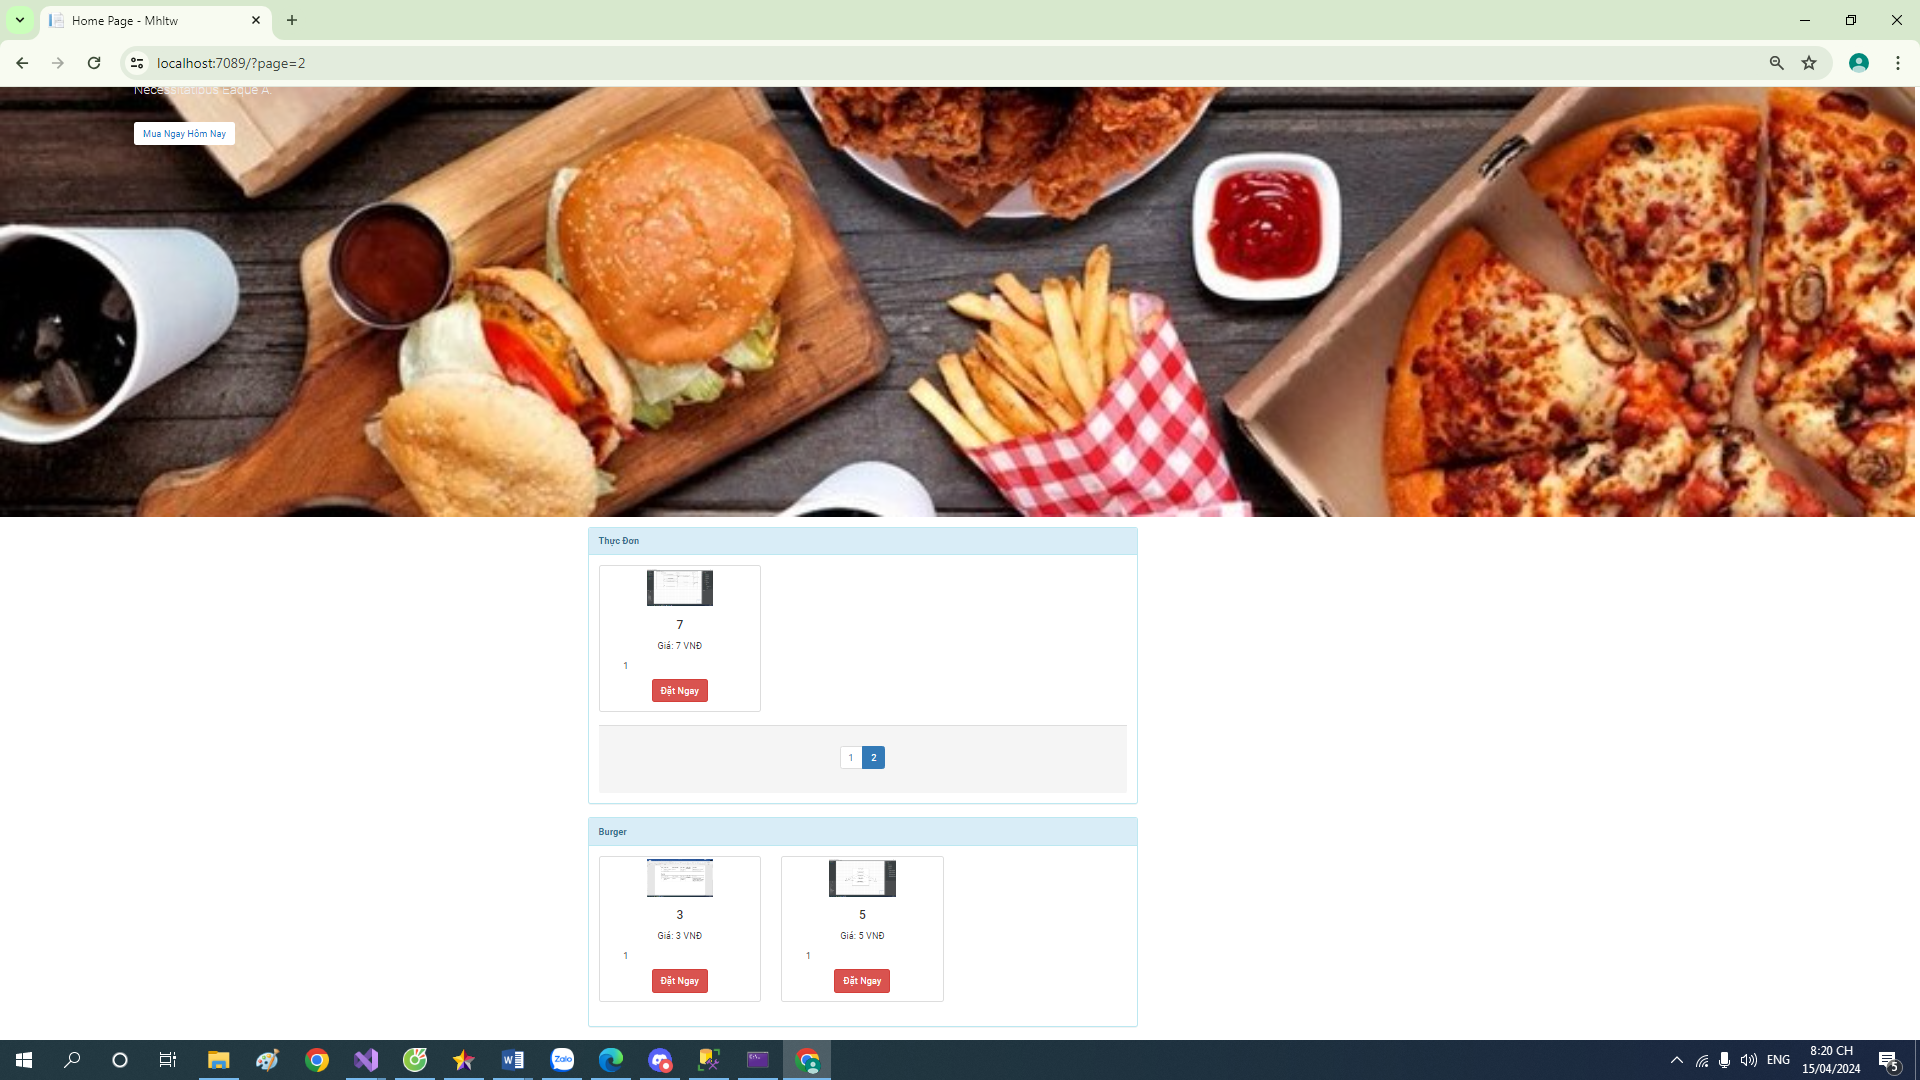 Home Page - Mhltw
localhost:7089/?page=2
Necessitatibus Eaque A.
Mua Ngay Hôm Nay
Thực Đơn
7
Giá: 7 VNĐ
1
Đặt Ngay
1 2
Burger
3 5
Giá: 3 VNĐ Giá: 5 VNĐ
1 1
Đặt Ngay Đặt Ngay
Zalo
ENG
8:20 CH
15/04/2024
5